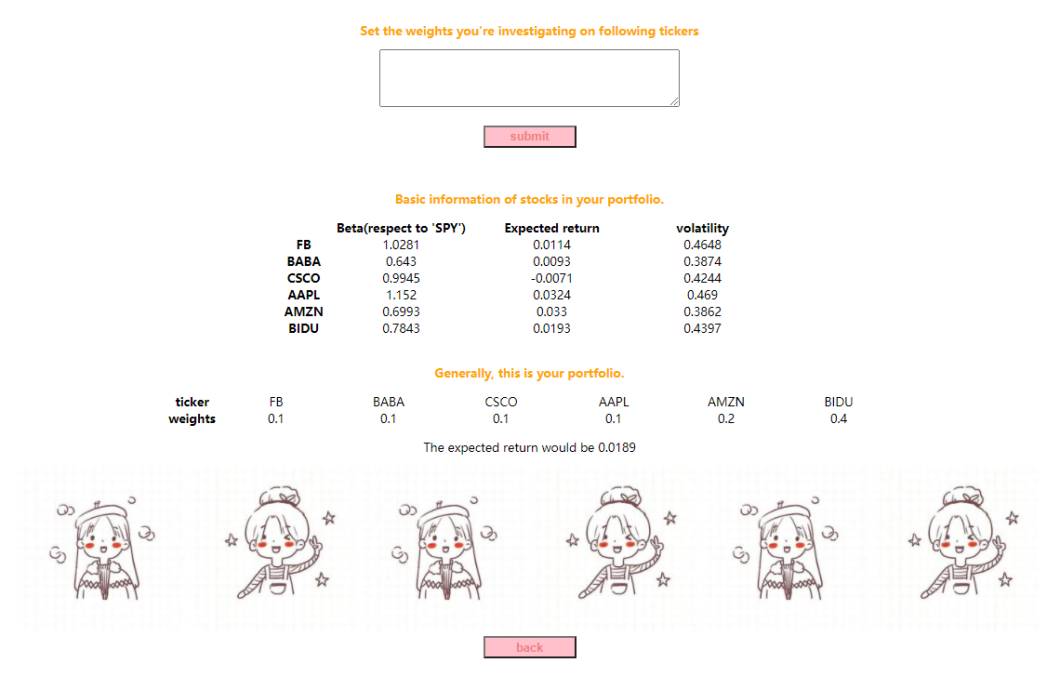 Set the weights you're investigating on following tickers
submit
Basic information of stocks in your portfolio.
Beta(respect to 'SPY') Expected return volatility
FB 1.0281 0.0114 0.4648
BABA 0.643 0.0093 0.3874
CSCO 0.9945 -0.0071 0.4244
AAPL 1.152 0.0324 0.469
AMZN 0.6993 0.033 0.3862
BIDU 0.7843 0.0193 0.4397
Generally, this is your portfolio.
ticker FB BABA CSCO AAPL AMZN BIDU
weights 0.1 0.1 0.1 0.1 0.2 0.4
The expected return would be 0.0189
back